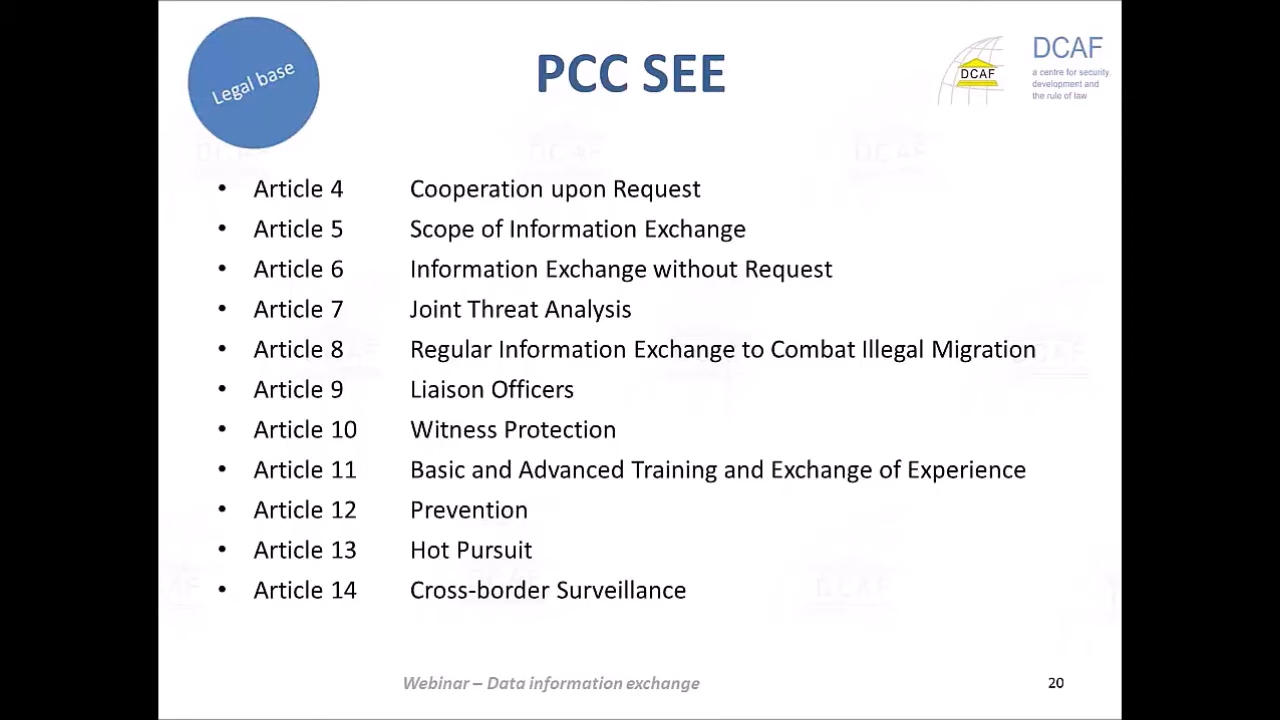 Legal base
PCC SEE
DCAF
DCAF
a centre for security,
development and
the rule of law
• Article 4 Cooperation upon Request
• Article 5 Scope of Information Exchange
• Article 6 Information Exchange without Request
• Article 7 Joint Threat Analysis
• Article 8 Regular Information Exchange to Combat Illegal Migration
• Article 9 Liaison Officers
• Article 10 Witness Protection
• Article 11 Basic and Advanced Training and Exchange of Experience
• Article 12 Prevention
• Article 13 Hot Pursuit
• Article 14 Cross-border Surveillance
Webinar – Data information exchange
20